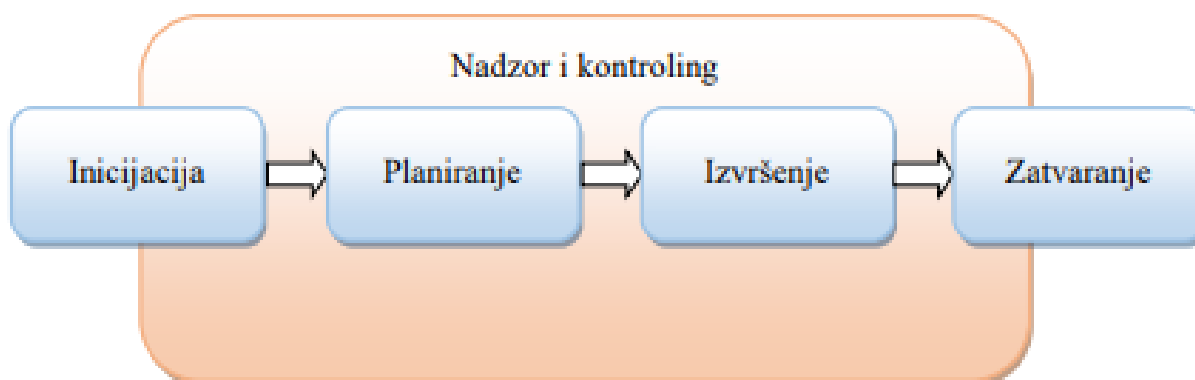 Nadzor i kontroling
Inicijacija
Planiranje
Izvršenje
Zatvaranje